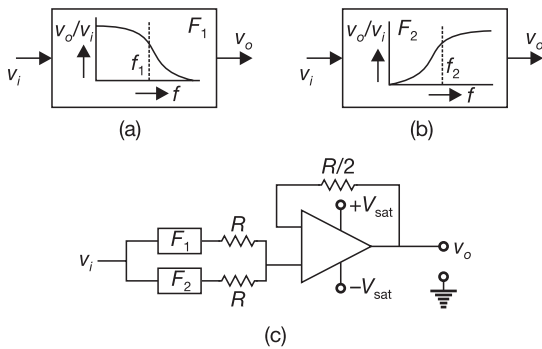 v_o/v_i F_1
f_1
v_i v_o
f
(a)
v_o/v_i F_2
f_2
v_i v_o
f
(b)
R/2
+V_sat
F_1 R
v_i v_o
F_2 R
−V_sat
(c)